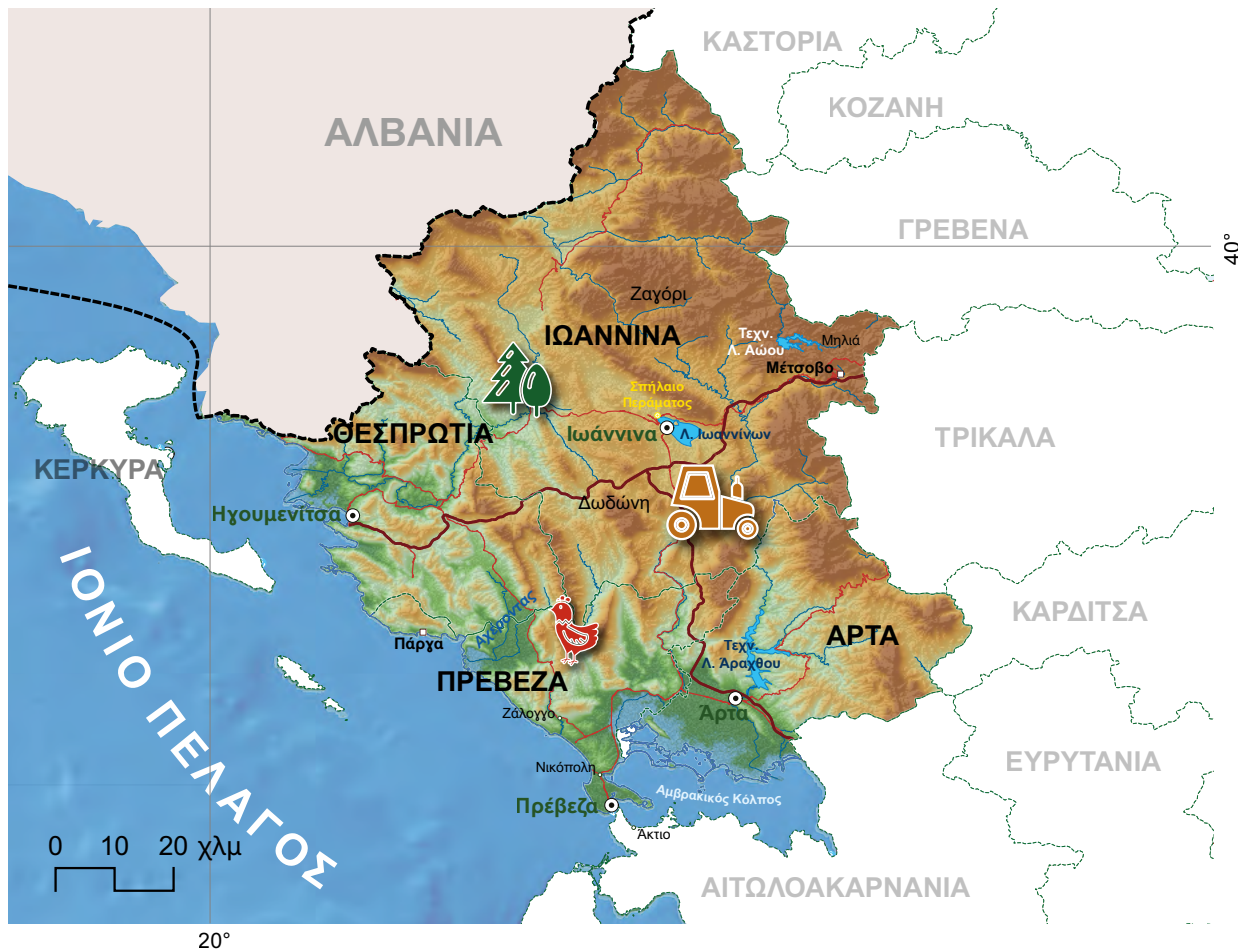 ΚΑΣΤΟΡΙΑ
ΚΟΖΑΝΗ
ΑΛΒΑΝΙΑ
ΓΡΕΒΕΝΑ
40°
Ζαγόρι
ΙΩΑΝΝΙΝΑ
Τεχν.
Λ. Αώου
Μηλιά
Μέτσοβο
Σπήλαιο
Περάματος
ΘΕΣΠΡΩΤΙΑ
Ιωάννινα
Λ. Ιωαννίνων
ΤΡΙΚΑΛΑ
ΚΕΡΚΥΡΑ
Δωδώνη
Ηγουμενίτσα
ΙΟΝΙΟ ΠΕΛΑΓΟΣ
Αχέροντας
ΚΑΡΔΙΤΣΑ
Πάργα
ΑΡΤΑ
Τεχν.
Λ. Άραχθου
ΠΡΕΒΕΖΑ
Ζάλογγο
Άρτα
Νικόπολη
ΕΥΡΥΤΑΝΙΑ
Πρέβεζα
Αμβρακικός Κόλπος
Άκτιο
0 10 20 χλμ
ΑΙΤΩΛΟΑΚΑΡΝΑΝΙΑ
20°